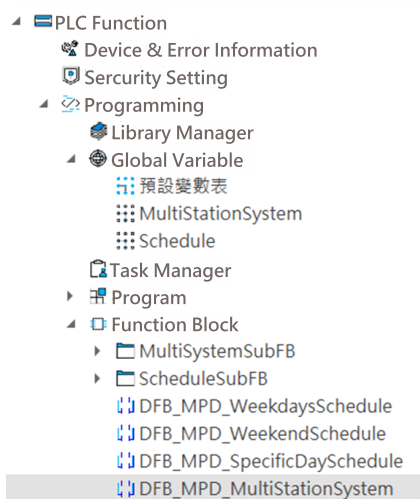 PLC Function
Device & Error Information
Sercurity Setting
Programming
Library Manager
Global Variable
預設變數表
MultiStationSystem
Schedule
Task Manager
Program
Function Block
MultiSystemSubFB
ScheduleSubFB
DFB_MPD_WeekdaysSchedule
DFB_MPD_WeekendSchedule
DFB_MPD_SpecificDaySchedule
DFB_MPD_MultiStationSystem